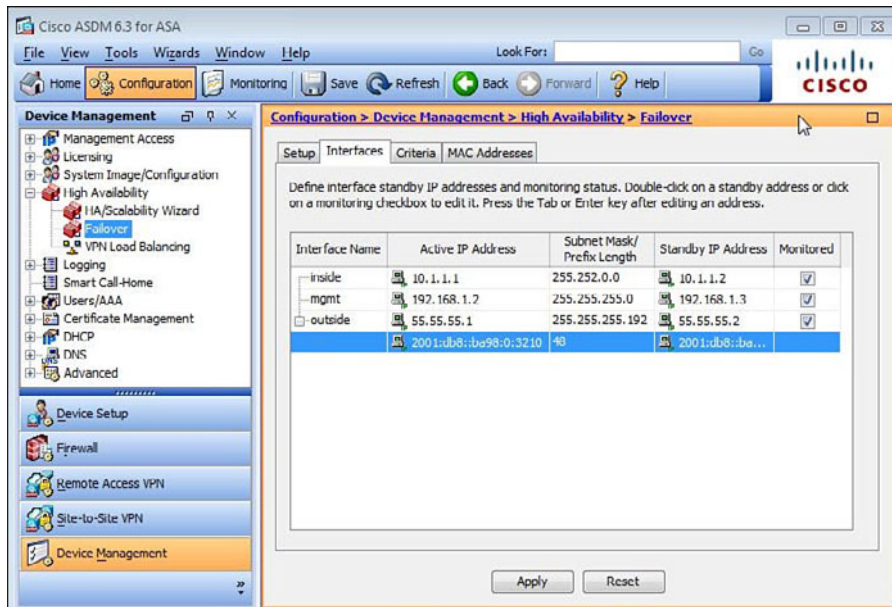 Cisco ASDM 6.3 for ASA
File View Tools Wizards Window Help Look For: Go
Home Configuration Monitoring Save Refresh Back Forward Help
CISCO
Device Management
Management Access
Licensing
System Image/Configuration
High Availability
HA/Scalability Wizard
Failover
VPN Load Balancing
Logging
Smart Call-Home
Users/AAA
Certificate Management
DHCP
DNS
Advanced
Device Setup
Firewall
Remote Access VPN
Site-to-Site VPN
Device Management
Configuration > Device Management > High Availability > Failover
Setup Interfaces Criteria MAC Addresses
Define interface standby IP addresses and monitoring status. Double-click on a standby address or click
on a monitoring checkbox to edit it. Press the Tab or Enter key after editing an address.
Interface Name Active IP Address Subnet Mask/ Prefix Length Standby IP Address Monitored
inside 10.1.1.1 255.252.0.0 10.1.1.2
mgmt 192.168.1.2 255.255.255.0 192.168.1.3
outside 55.55.55.1 255.255.255.192 55.55.55.2
2001:db8::ba98:0:3210 48 2001:db8::ba...
Apply Reset